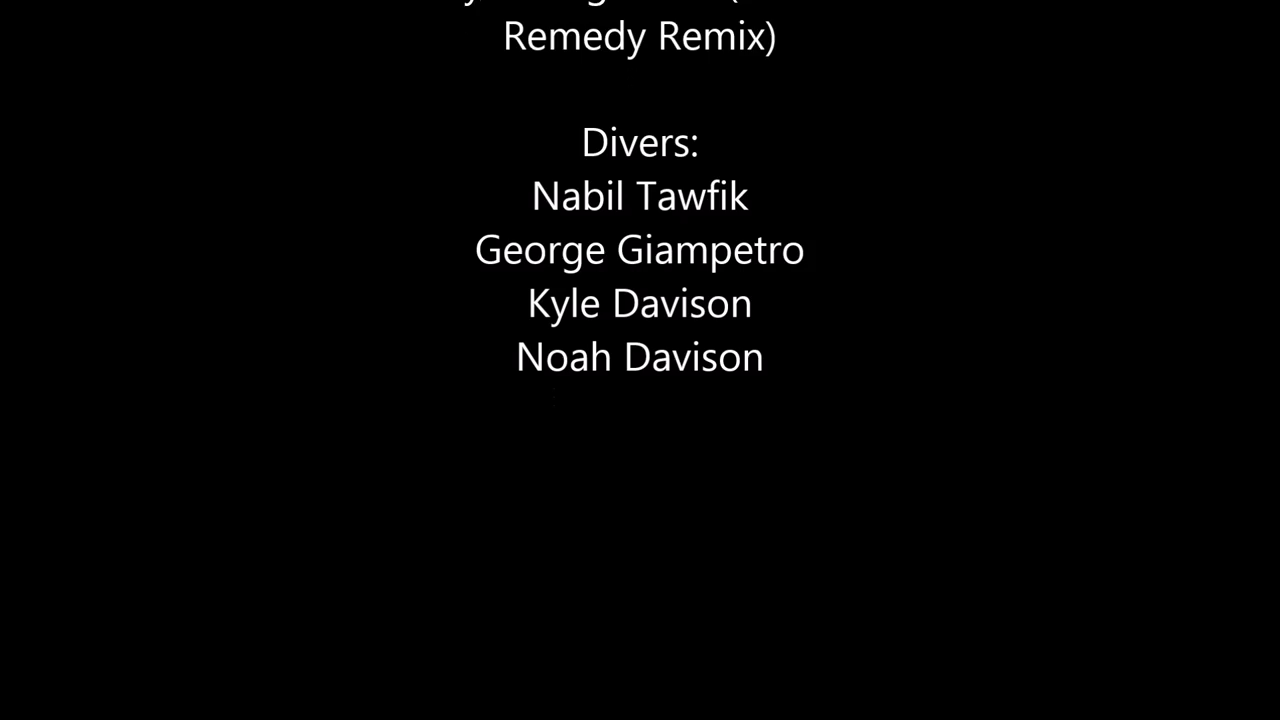 Remedy Remix)
Divers:
Nabil Tawfik
George Giampetro
Kyle Davison
Noah Davison